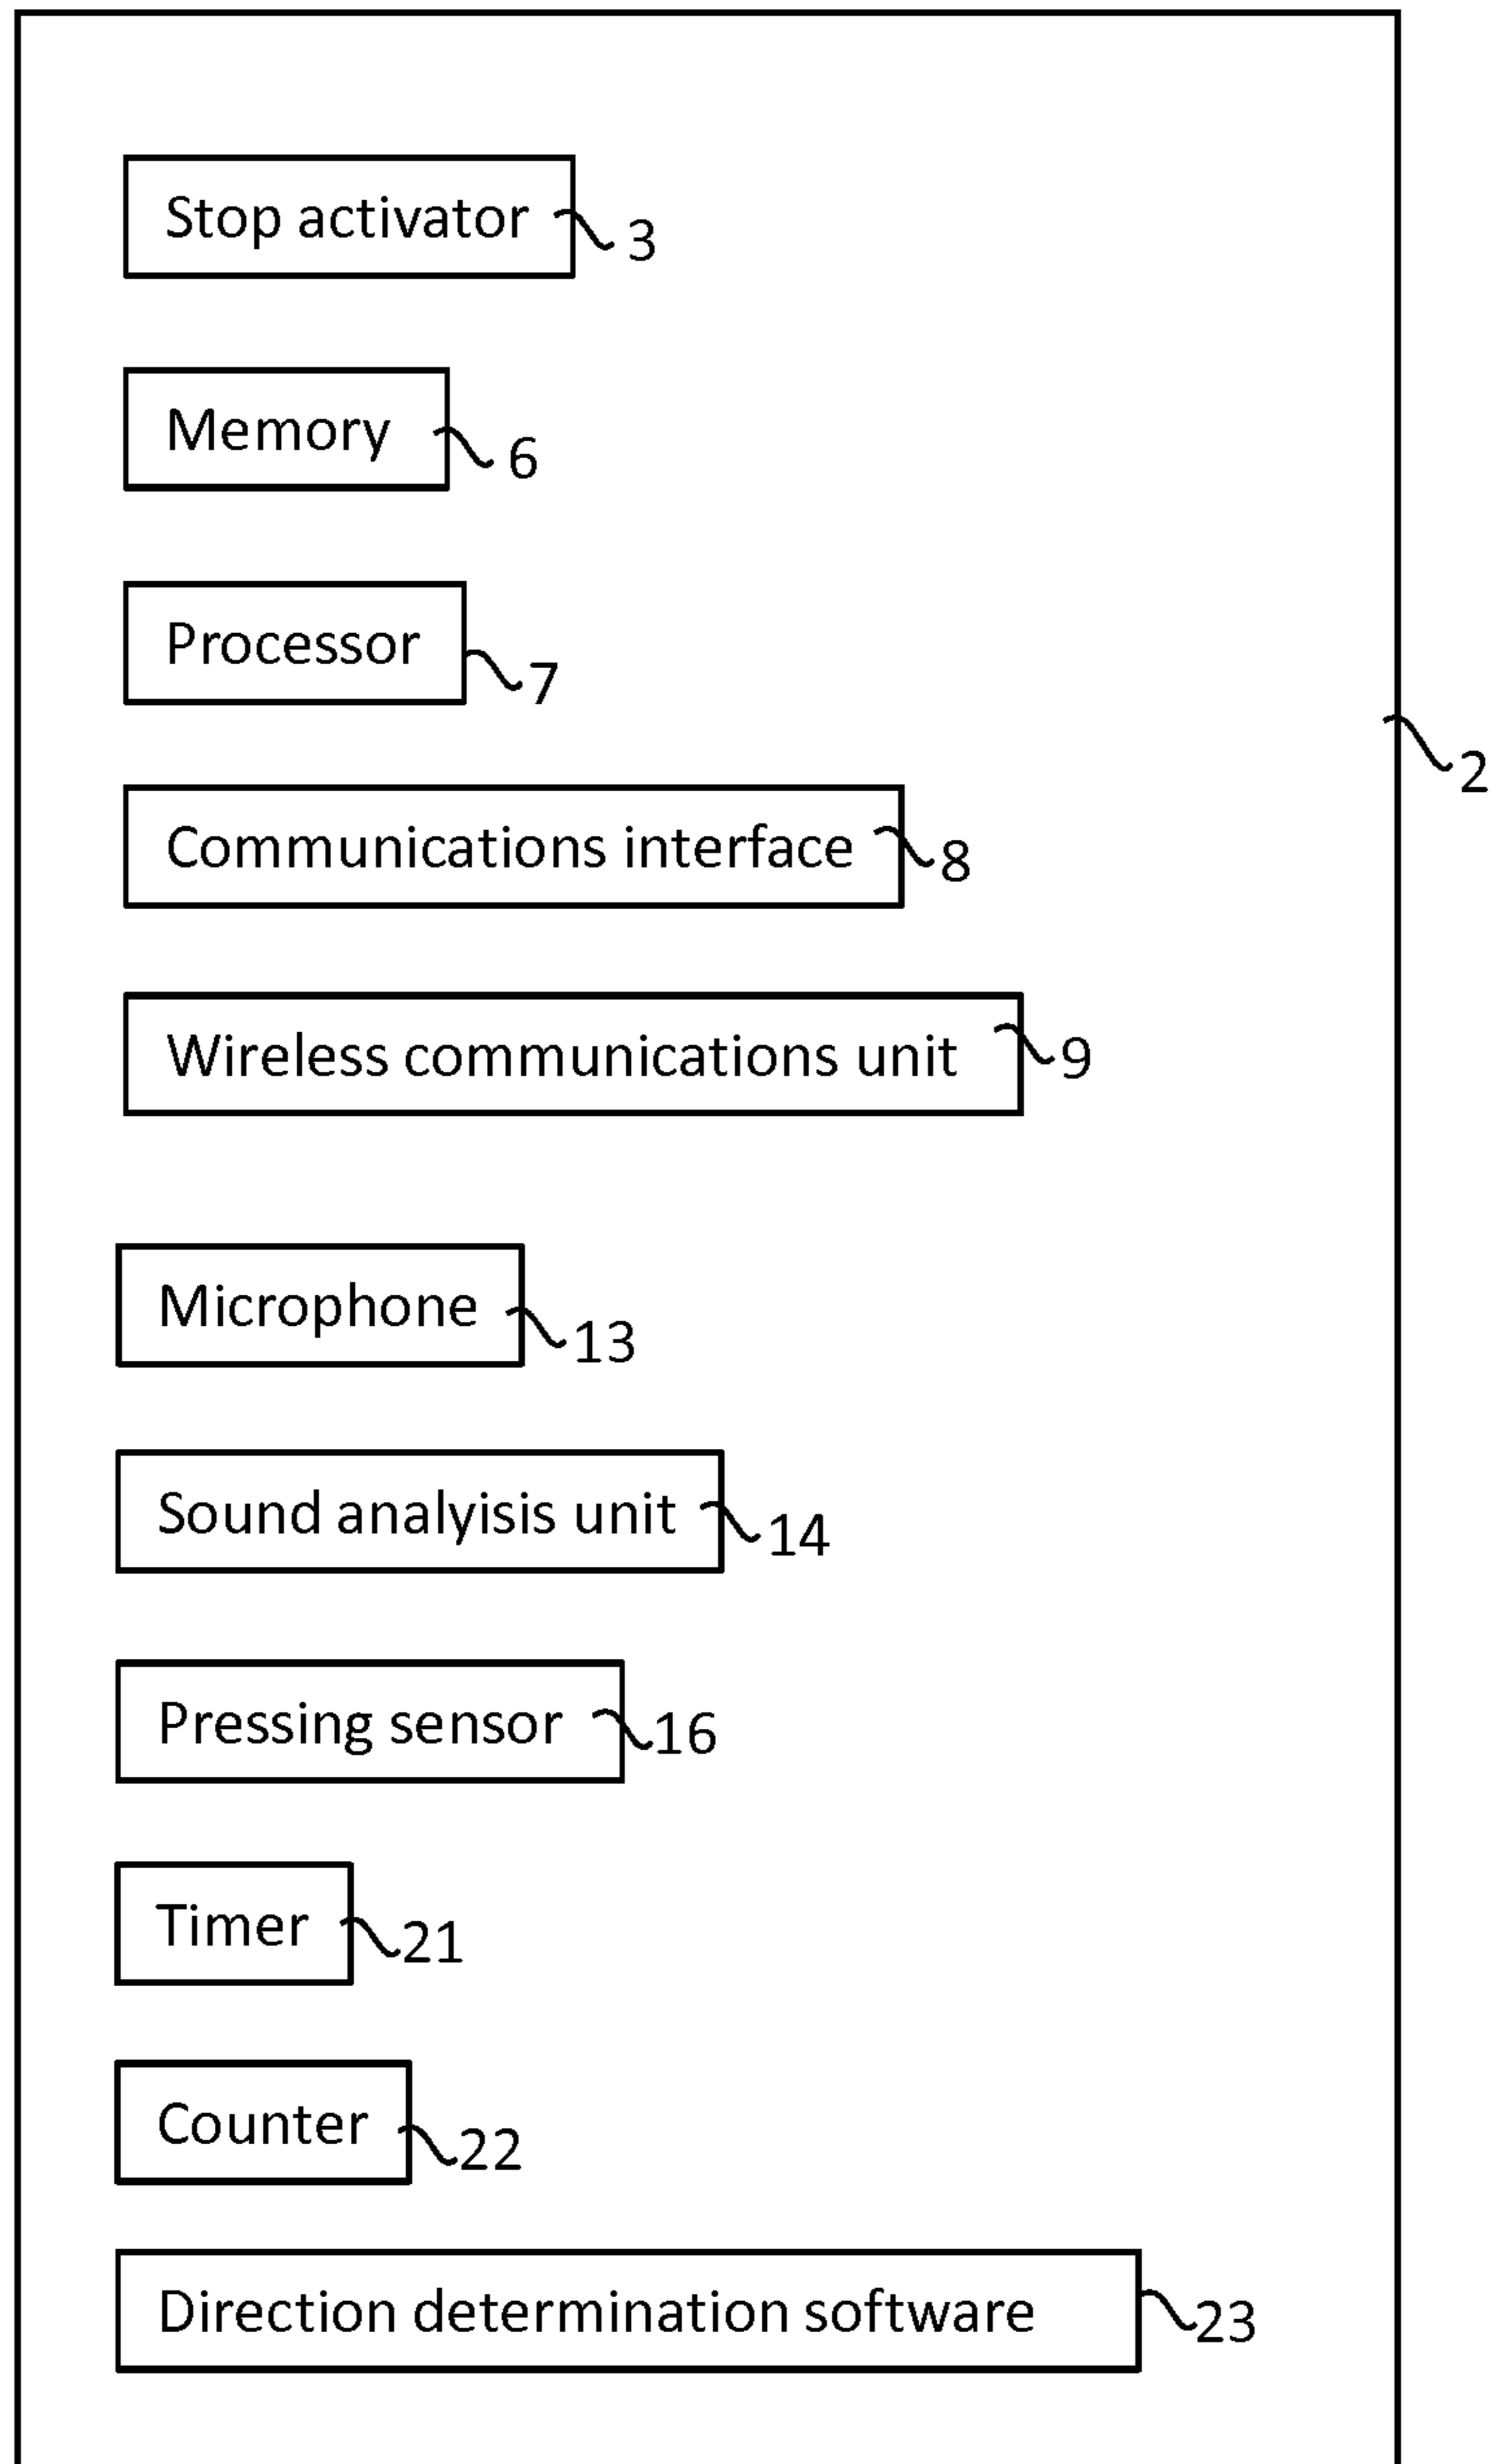 Stop activator
3
Memory
6
Processor
7
2
Communications interface
8
Wireless communications unit
9
Microphone
13
Sound analyisis unit
14
Pressing sensor
16
Timer
21
Counter
22
Direction determination software
23